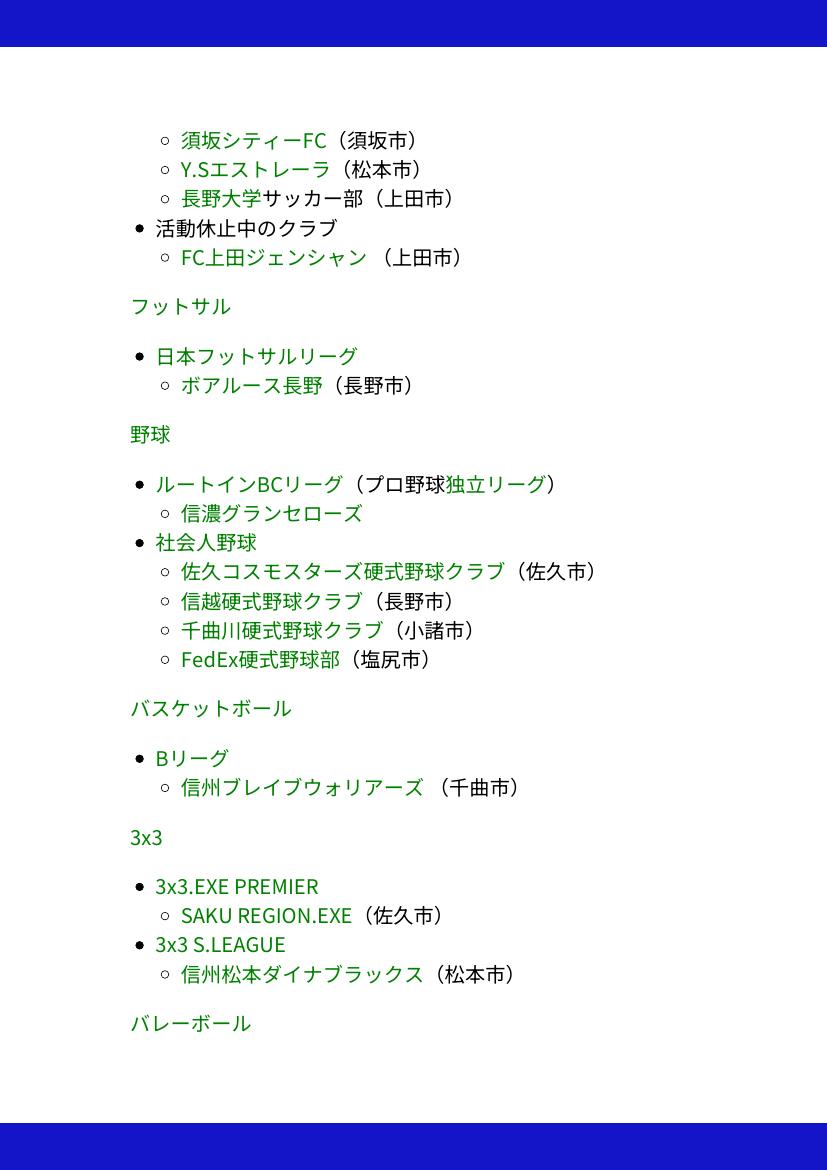 須坂シティーFC（須坂市）
Y.Sエストレーラ（松本市）
長野大学サッカー部（上田市）
活動休止中のクラブ
FC上田ジェンシャン （上田市）
フットサル
日本フットサルリーグ
ボアルース長野（長野市）
野球
ルートインBCリーグ（プロ野球独立リーグ）
信濃グランセローズ
社会人野球
佐久コスモスターズ硬式野球クラブ（佐久市）
信越硬式野球クラブ（長野市）
千曲川硬式野球クラブ（小諸市）
FedEx硬式野球部（塩尻市）
バスケットボール
Bリーグ
信州ブレイブウォリアーズ （千曲市）
3x3
3x3.EXE PREMIER
SAKU REGION.EXE（佐久市）
3x3 S.LEAGUE
信州松本ダイナブラックス（松本市）
バレーボール